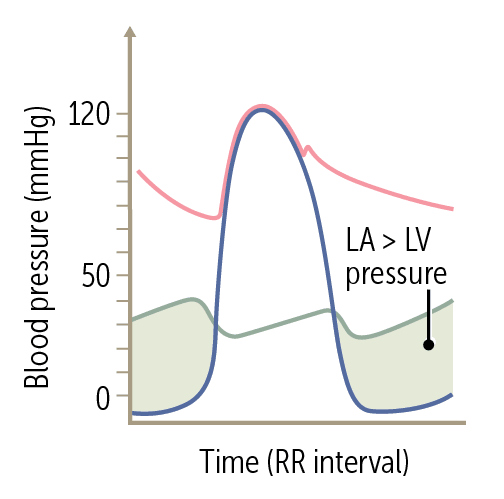 Blood pressure (mmHg)
120
50
0
LA > LV
pressure
Time (RR interval)